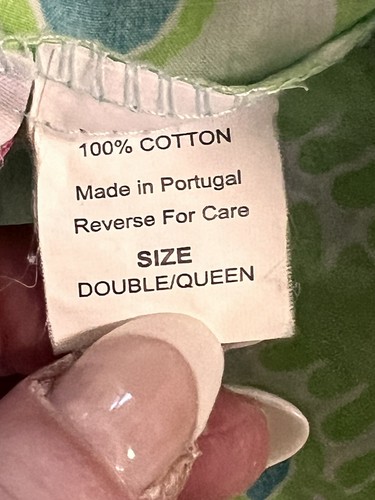 100% COTTON
Made in Portugal
Reverse For Care
SIZE
DOUBLE/QUEEN